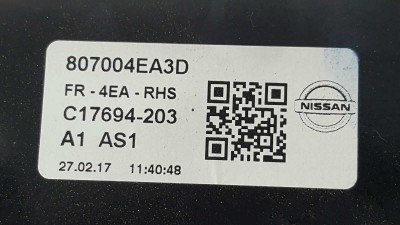 807004EA3D
FR - 4EA - RHS
C17694-203
A1 AS1
27.02.17 11:40:48
NISSAN